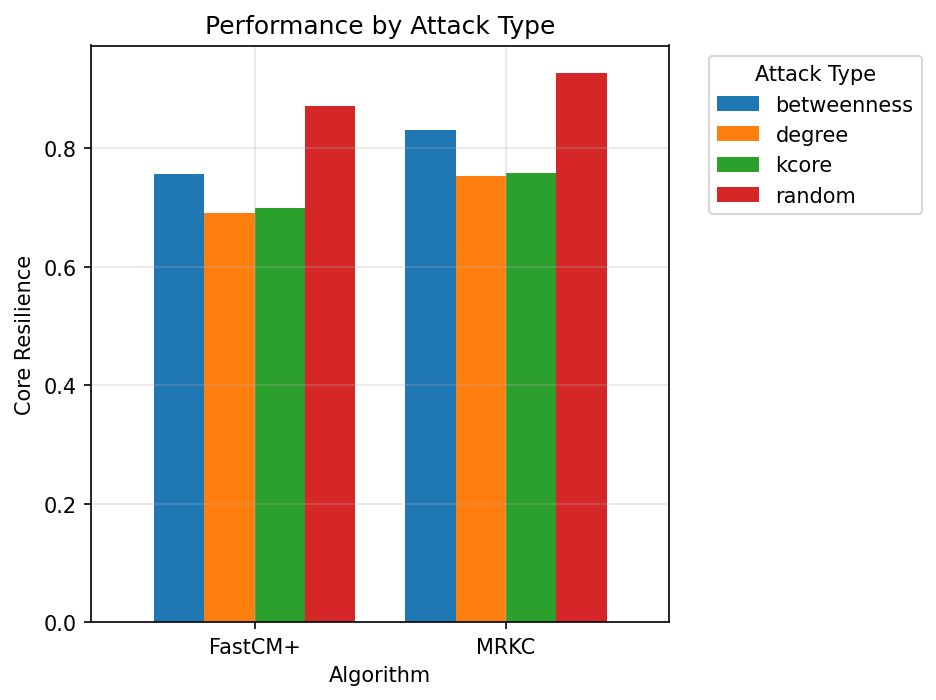 Performance by Attack Type
Core Resilience
0.8
0.6
0.4
0.2
0.0
FastCM+
MRKC
Algorithm
Attack Type
betweenness
degree
kcore
random